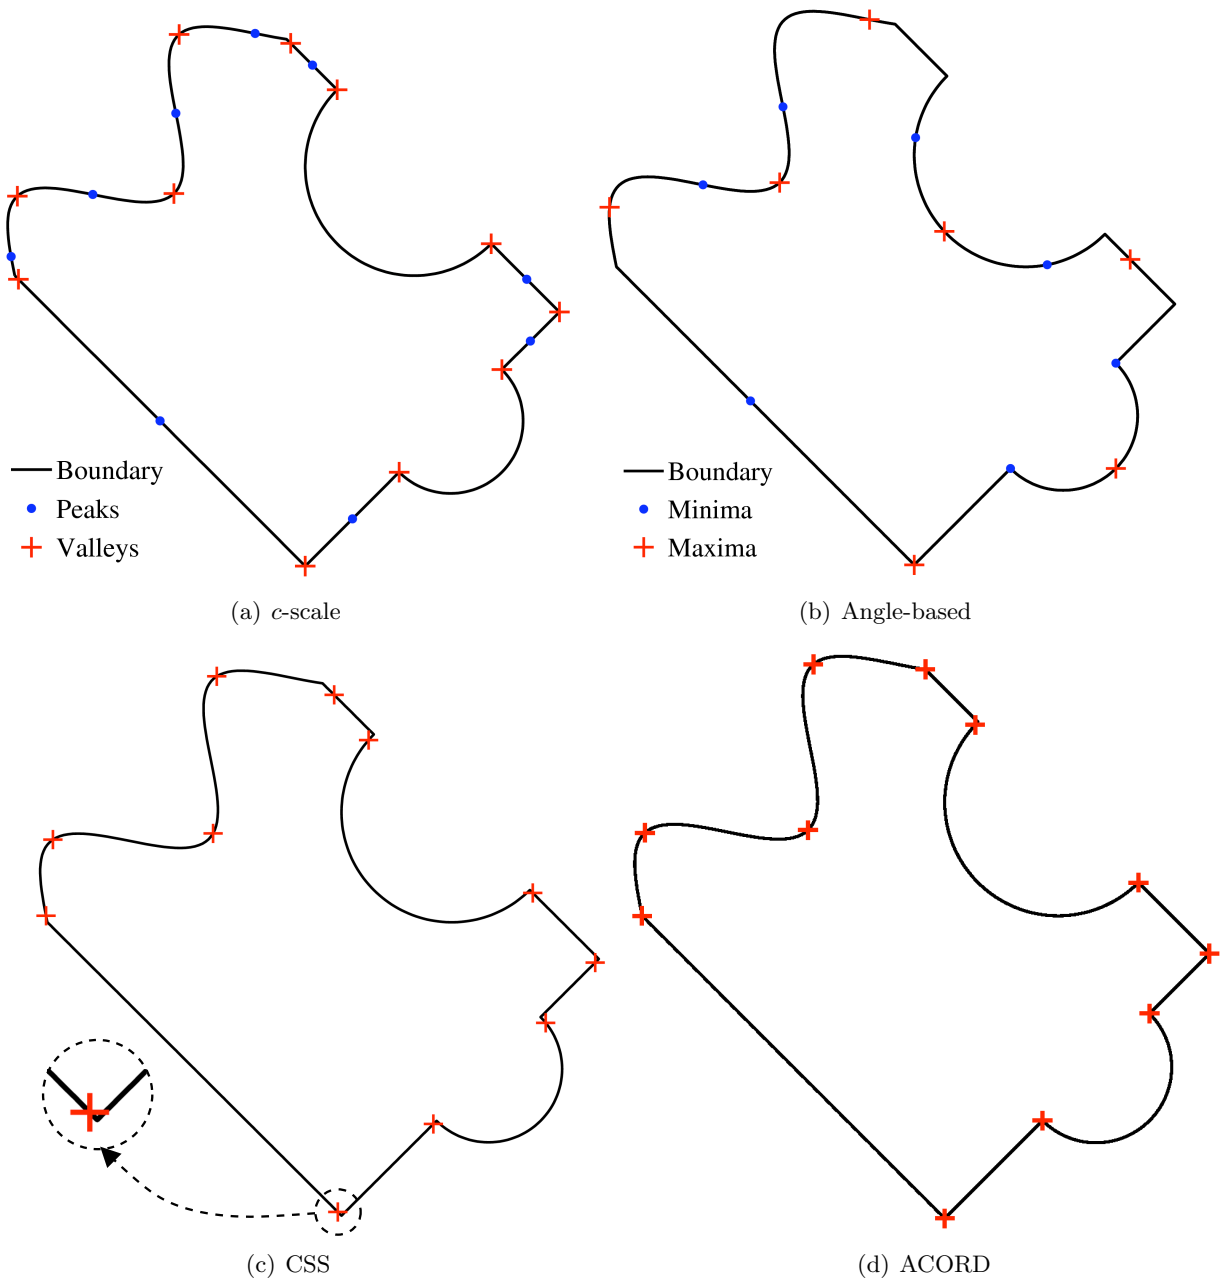 Boundary
Peaks
Valleys
(a) c-scale
Boundary
Minima
Maxima
(b) Angle-based
(c) CSS
(d) ACORD